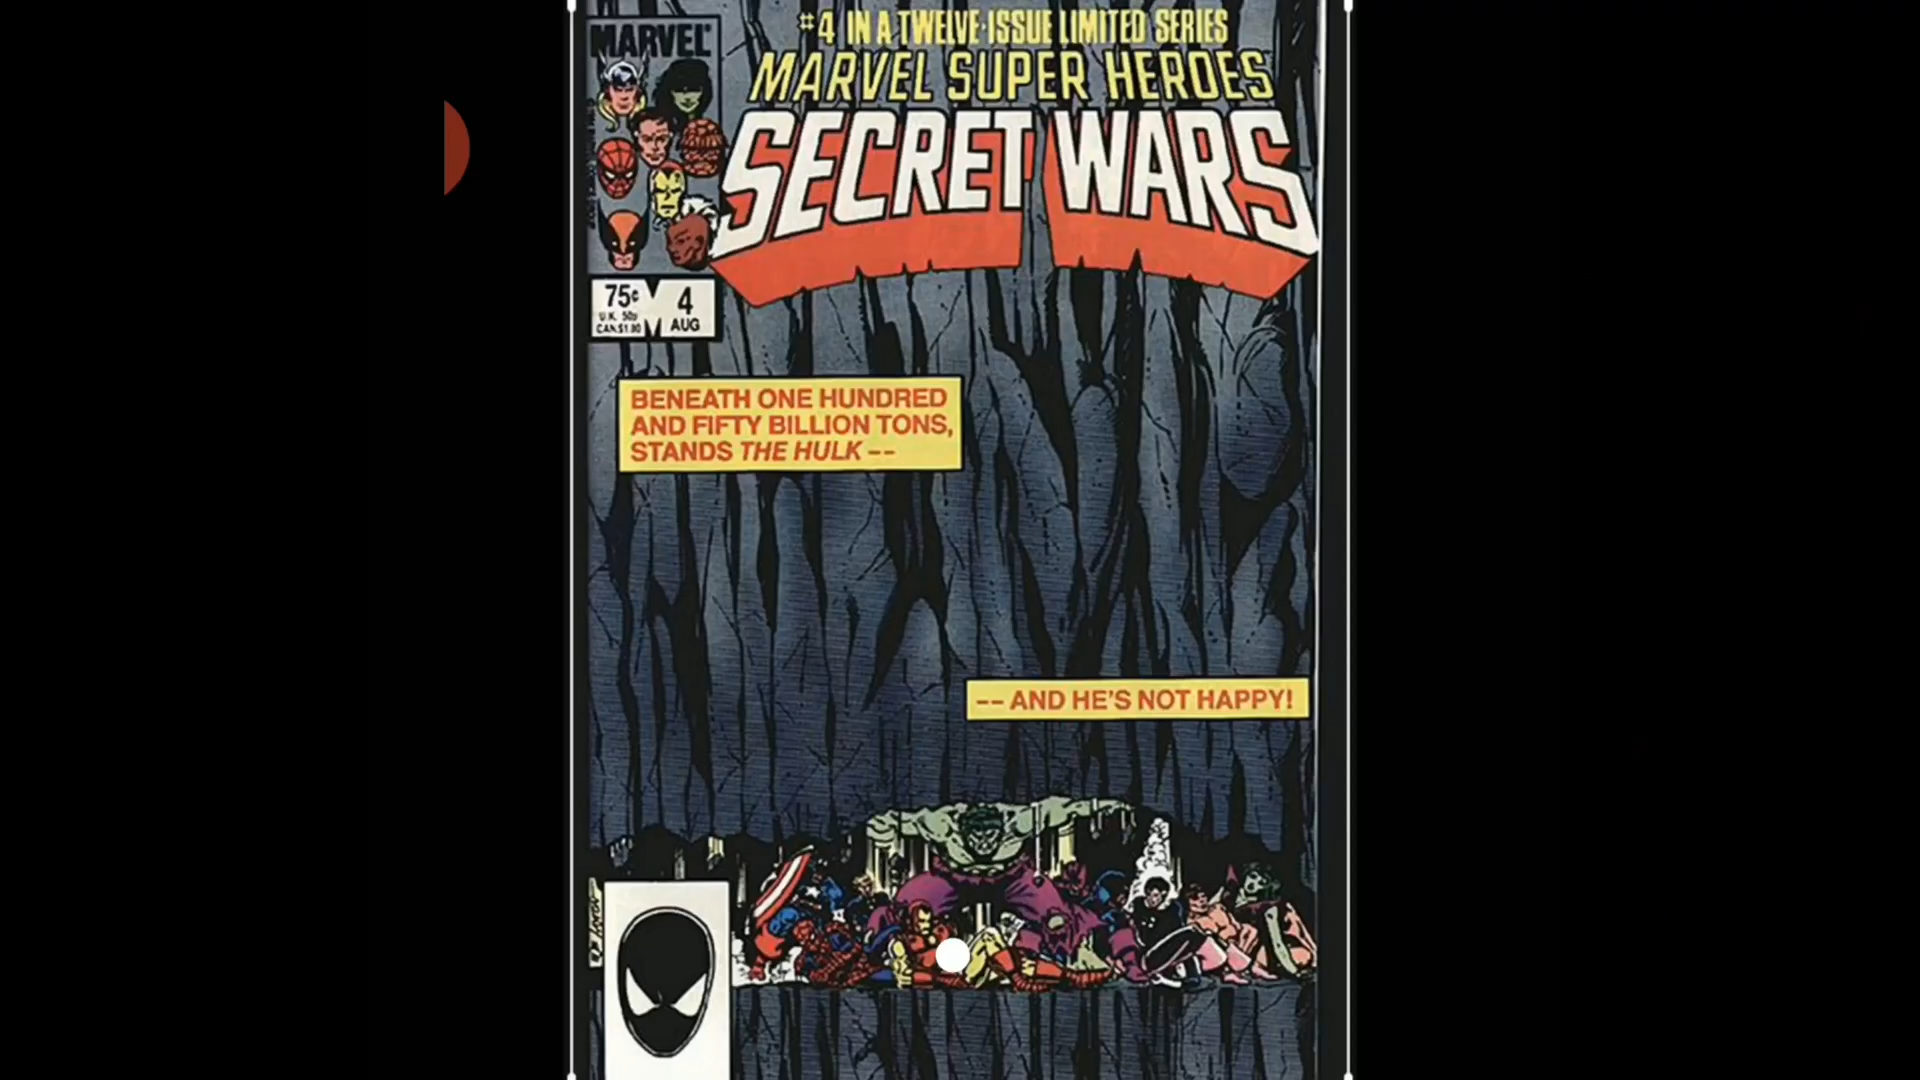 #4 IN A TWELVE-ISSUE LIMITED SERIES
MARVEL
MARVEL SUPER HEROES
SECRET WARS
75¢
U.K. 50p
CAN.$1.00
4
AUG
BENEATH ONE HUNDRED
AND FIFTY BILLION TONS,
STANDS THE HULK --
-- AND HE'S NOT HAPPY!